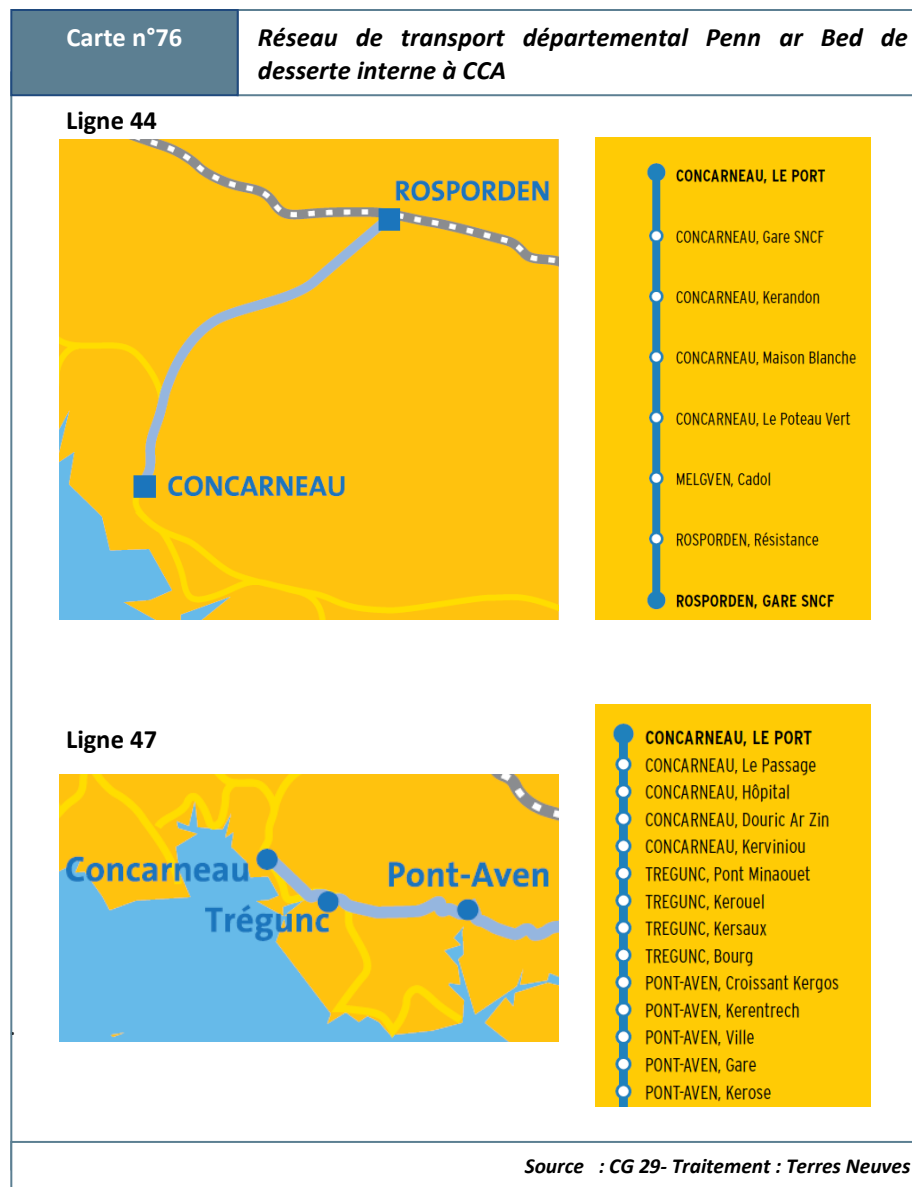 Carte n°76
Réseau de transport départemental Penn ar Bed de
desserte interne à CCA
Ligne 44
ROSPORDEN
CONCARNEAU
CONCARNEAU, LE PORT
CONCARNEAU, Gare SNCF
CONCARNEAU, Kerandon
CONCARNEAU, Maison Blanche
CONCARNEAU, Le Poteau Vert
MELGVEN, Cadol
ROSPORDEN, Résistance
ROSPORDEN, GARE SNCF
Ligne 47
Concarneau
Pont-Aven
Trégunc
CONCARNEAU, LE PORT
CONCARNEAU, Le Passage
CONCARNEAU, Hôpital
CONCARNEAU, Douric Ar Zin
CONCARNEAU, Kerviniou
TREGUNC, Pont Minaouet
TREGUNC, Kerouel
TREGUNC, Kersaux
TREGUNC, Bourg
PONT-AVEN, Croissant Kergos
PONT-AVEN, Kerentrech
PONT-AVEN, Ville
PONT-AVEN, Gare
PONT-AVEN, Kerose
Source : CG 29- Traitement : Terres Neuves